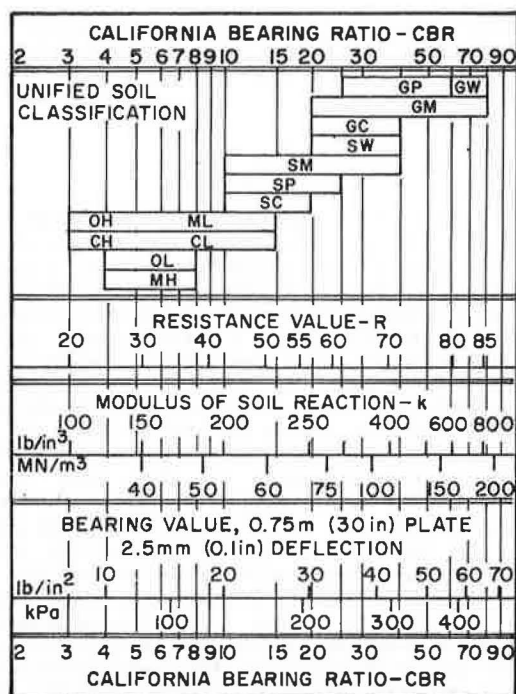 CALIFORNIA BEARING RATIO-CBR
2 3 4 5 6 7 8 9 10 15 20 30 40 50 70 90
UNIFIED SOIL
CLASSIFICATION
GP GW
GM
GC
SW
SM
SP
SC
OH ML
CH CL
OL
MH
RESISTANCE VALUE-R
20 30 40 50 55 60 70 80 85
MODULUS OF SOIL REACTION-k
100 150 200 250 400 600 800
lb/in3
MN/m3
40 50 60 75 100 150 200
BEARING VALUE, 0.75m (30in) PLATE
2.5mm (0.1in) DEFLECTION
lb/in2
10 20 30 40 50 60 70
kPa
100 200 300 400
2 3 4 5 6 7 8 9 10 15 20 30 40 50 70 90
CALIFORNIA BEARING RATIO-CBR